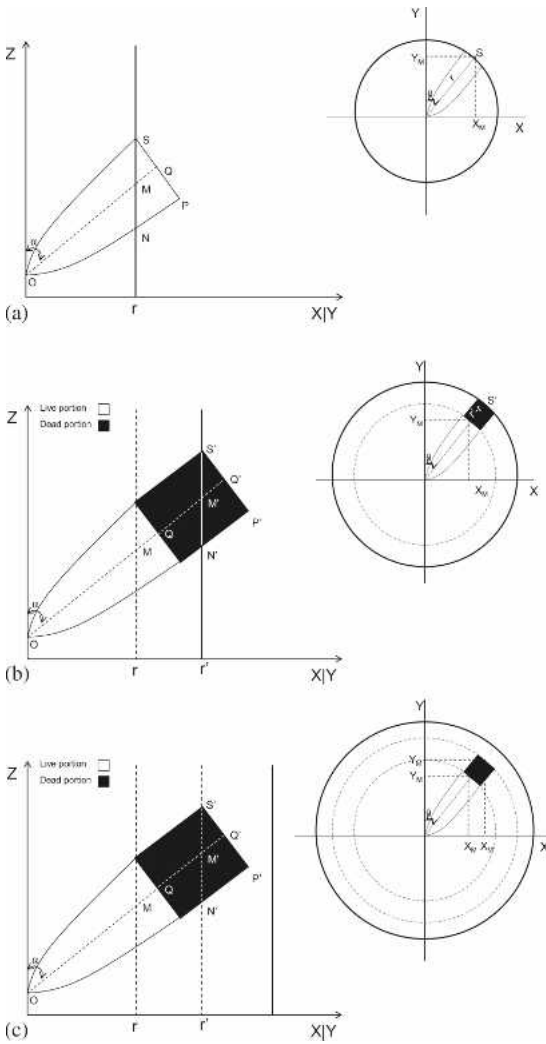 Z
S
Q
M
P
N
α
O
r
X|Y
(a)
Y
Y_M
S
r
θ
X_M
X
Z
Live portion
Dead portion
S'
Q'
M'
P'
Q
M
N'
α
O
r
r'
X|Y
(b)
Y
S'
r'-r
Y_M
θ
X_M
X
Z
Live portion
Dead portion
S'
Q'
M'
P'
Q
M
N'
α
O
r
r'
X|Y
(c)
Y
Y_M'
Y_M
θ
X_M
X_M'
X